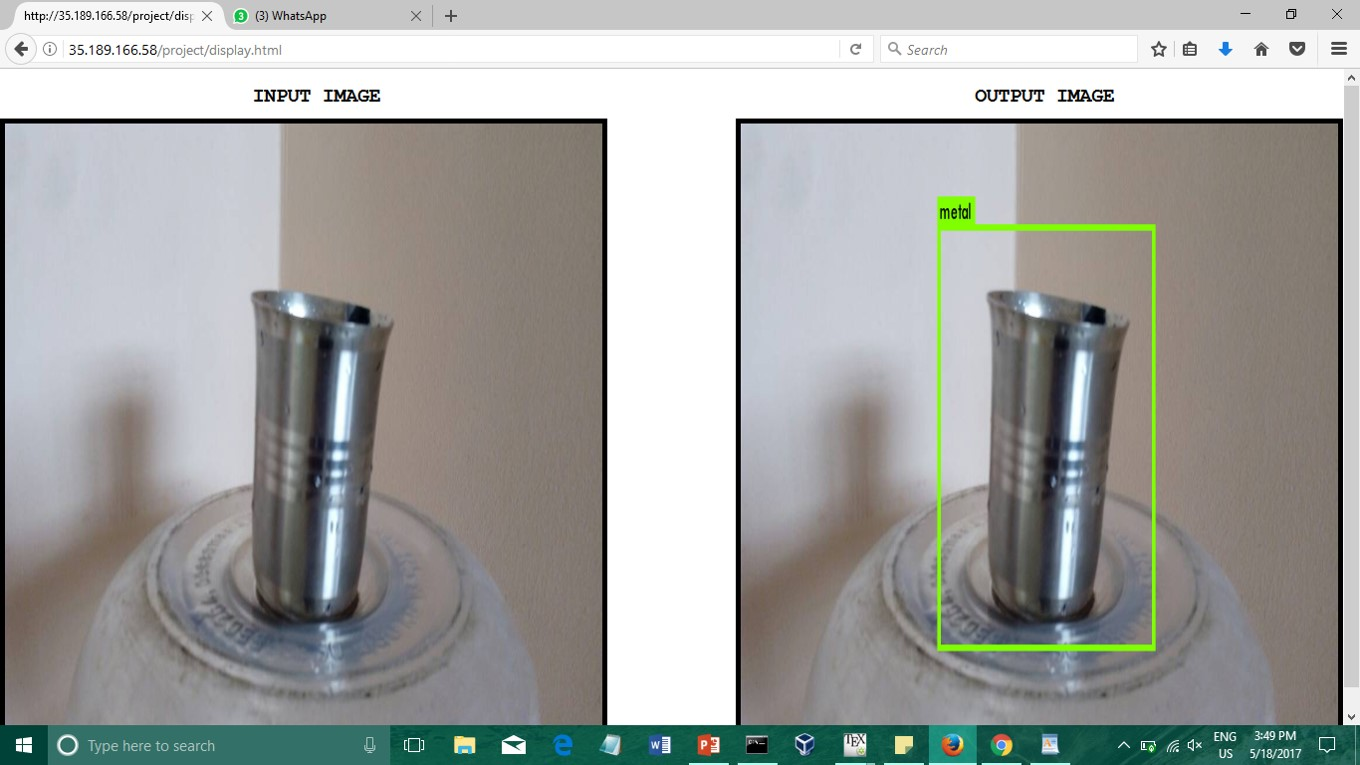 http://35.189.166.58/project/disp
(3) WhatsApp
35.189.166.58/project/display.html
Search
INPUT IMAGE
OUTPUT IMAGE
metal
Type here to search
ENG
US
3:49 PM
5/18/2017